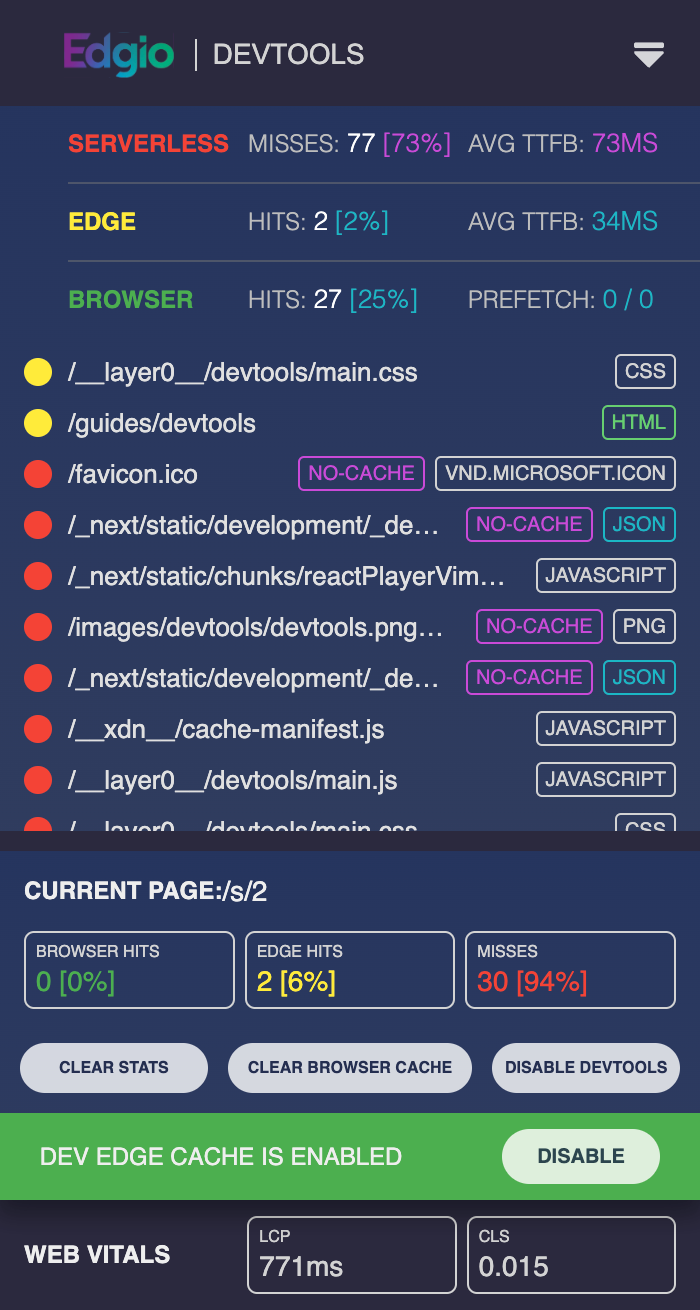 Edgio | DEVTOOLS
SERVERLESS MISSES: 77 [73%] AVG TTFB: 73MS
EDGE HITS: 2 [2%] AVG TTFB: 34MS
BROWSER HITS: 27 [25%] PREFETCH: 0 / 0
/__layer0__/devtools/main.css CSS
/guides/devtools HTML
/favicon.ico NO-CACHE VND.MICROSOFT.ICON
/_next/static/development/_de... NO-CACHE JSON
/_next/static/chunks/reactPlayerVim... JAVASCRIPT
/images/devtools/devtools.png... NO-CACHE PNG
/_next/static/development/_de... NO-CACHE JSON
/__xdn__/cache-manifest.js JAVASCRIPT
/__layer0__/devtools/main.js JAVASCRIPT
/__layer0__/devtools/main.css CSS
CURRENT PAGE:/s/2
BROWSER HITS EDGE HITS MISSES
0 [0%] 2 [6%] 30 [94%]
CLEAR STATS CLEAR BROWSER CACHE DISABLE DEVTOOLS
DEV EDGE CACHE IS ENABLED DISABLE
LCP CLS
WEB VITALS 771ms 0.015